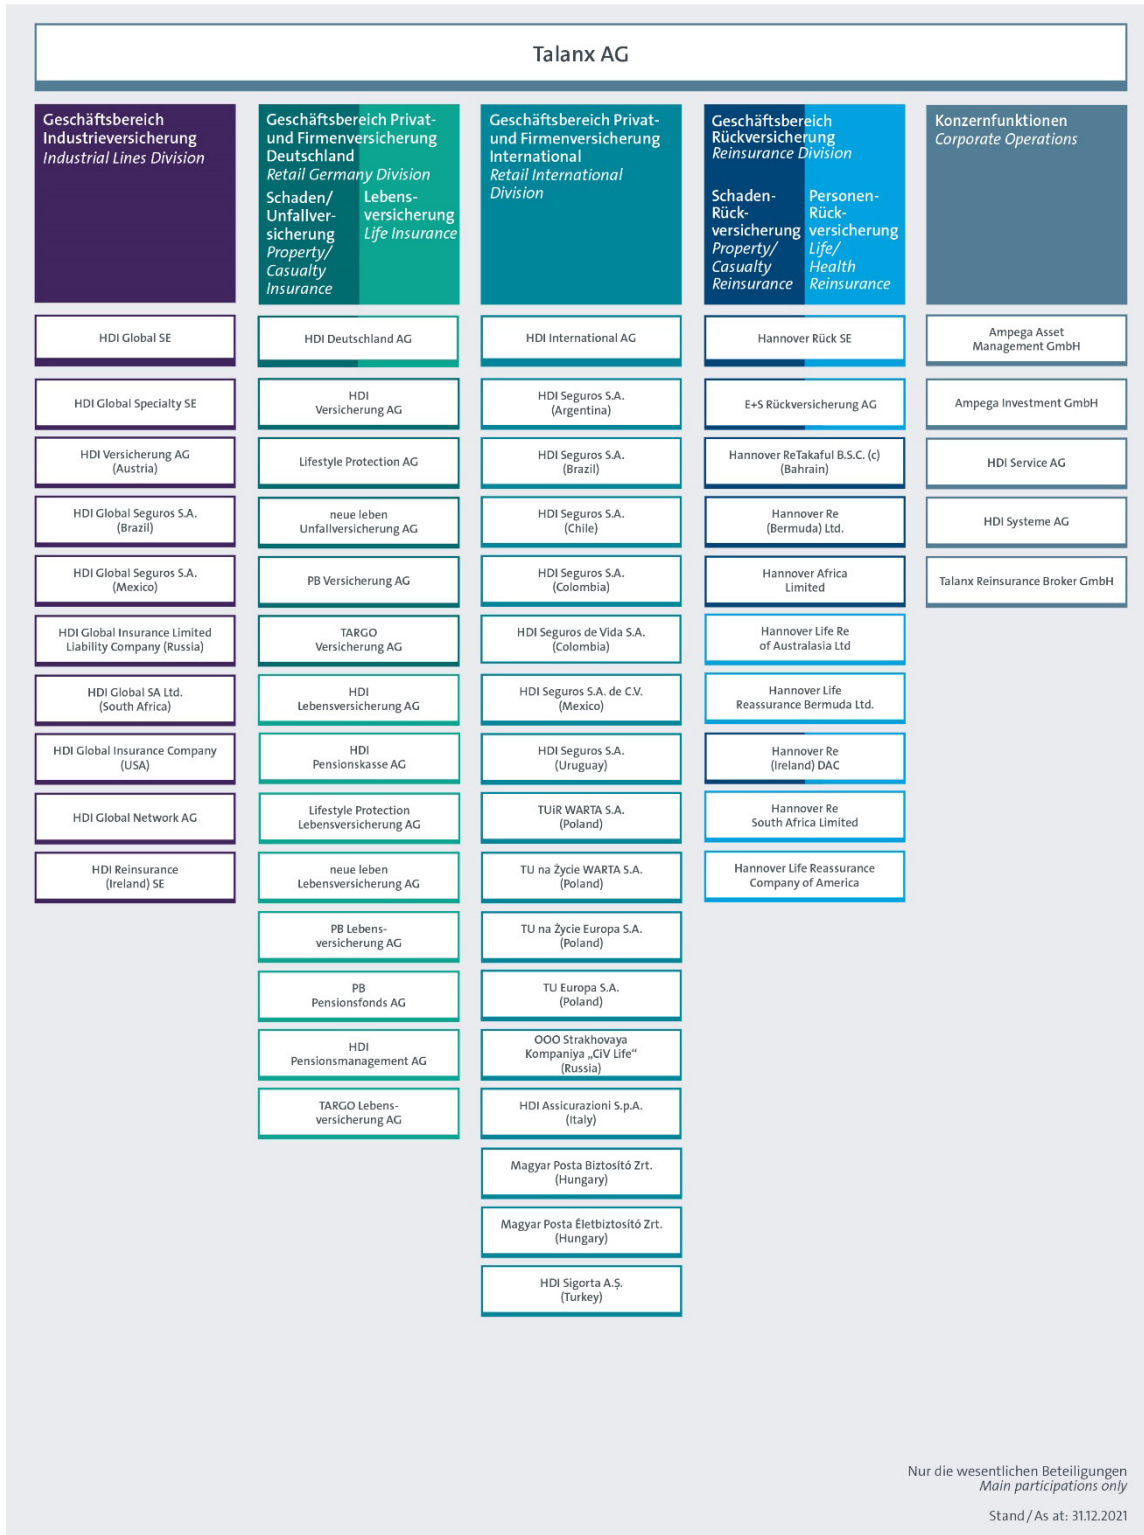 Talanx AG
Geschäftsbereich
Industrieversicherung
Industrial Lines Division
Geschäftsbereich Privat-
und Firmenversicherung
Deutschland
Retail Germany Division
Schaden/
Unfallver-
sicherung
Property/
Casualty
Insurance
Lebens-
versicherung
Life Insurance
Geschäftsbereich Privat-
und Firmenversicherung
International
Retail International
Division
Geschäftsbereich
Rückversicherung
Reinsurance Division
Schaden-
Rück-
versicherung
Property/
Casualty
Reinsurance
Personen-
Rück-
versicherung
Life/
Health
Reinsurance
Konzernfunktionen
Corporate Operations
HDI Global SE
HDI Global Specialty SE
HDI Versicherung AG
(Austria)
HDI Global Seguros S.A.
(Brazil)
HDI Global Seguros S.A.
(Mexico)
HDI Global Insurance Limited
Liability Company (Russia)
HDI Global SA Ltd.
(South Africa)
HDI Global Insurance Company
(USA)
HDI Global Network AG
HDI Reinsurance
(Ireland) SE
HDI Deutschland AG
HDI
Versicherung AG
Lifestyle Protection AG
neue leben
Unfallversicherung AG
PB Versicherung AG
TARGO
Versicherung AG
HDI
Lebensversicherung AG
HDI
Pensionskasse AG
Lifestyle Protection
Lebensversicherung AG
neue leben
Lebensversicherung AG
PB Lebens-
versicherung AG
PB
Pensionsfonds AG
HDI
Pensionsmanagement AG
TARGO Lebens-
versicherung AG
HDI International AG
HDI Seguros S.A.
(Argentina)
HDI Seguros S.A.
(Brazil)
HDI Seguros S.A.
(Chile)
HDI Seguros S.A.
(Colombia)
HDI Seguros de Vida S.A.
(Colombia)
HDI Seguros S.A. de C.V.
(Mexico)
HDI Seguros S.A.
(Uruguay)
TUiR WARTA S.A.
(Poland)
TU na Życie WARTA S.A.
(Poland)
TU na Życie Europa S.A.
(Poland)
TU Europa S.A.
(Poland)
OOO Strakhovaya
Kompaniya „CiV Life“
(Russia)
HDI Assicurazioni S.p.A.
(Italy)
Magyar Posta Biztosító Zrt.
(Hungary)
Magyar Posta Életbiztosító Zrt.
(Hungary)
HDI Sigorta A.Ş.
(Turkey)
Hannover Rück SE
E+S Rückversicherung AG
Hannover ReTakaful B.S.C. (c)
(Bahrain)
Hannover Re
(Bermuda) Ltd.
Hannover Africa
Limited
Hannover Life Re
of Australasia Ltd
Hannover Life
Reassurance Bermuda Ltd.
Hannover Re
(Ireland) DAC
Hannover Re
South Africa Limited
Hannover Life Reassurance
Company of America
Ampega Asset
Management GmbH
Ampega Investment GmbH
HDI Service AG
HDI Systeme AG
Talanx Reinsurance Broker GmbH
Nur die wesentlichen Beteiligungen
Main participations only
Stand / As at: 31.12.2021